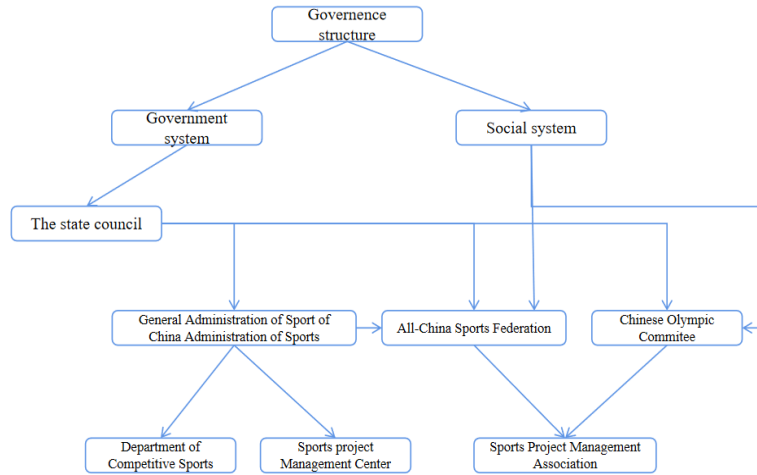 Governence
structure
Government
system
Social system
The state council
General Administration of Sport of
China Administration of Sports
All-China Sports Federation
Chinese Olympic
Commitee
Department of
Competitive Sports
Sports project
Management Center
Sports Project Management
Association